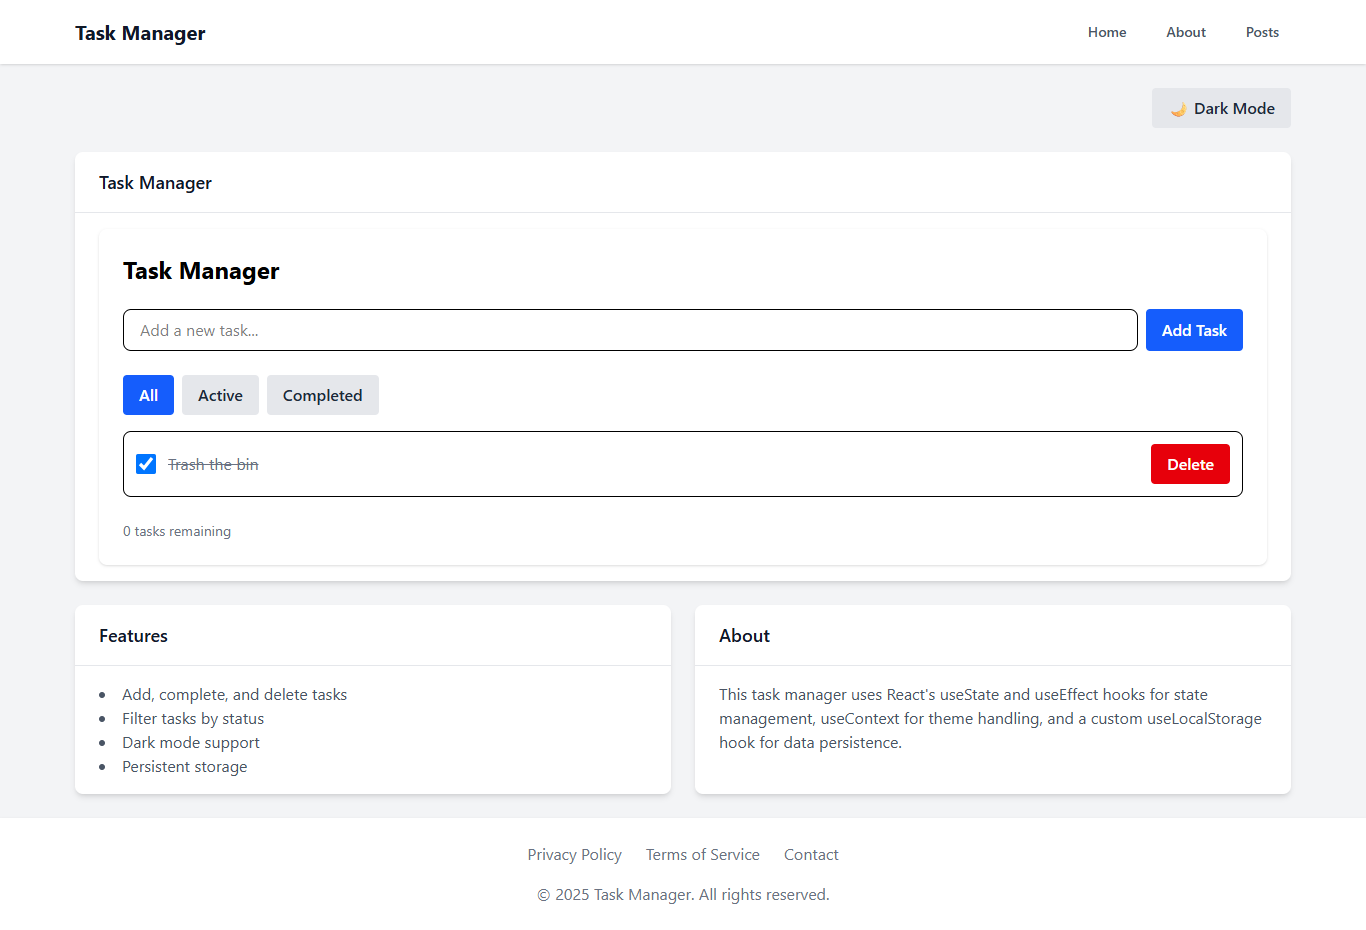 Task Manager
Home About Posts
🌙 Dark Mode
Task Manager
Task Manager
Add a new task...
Add Task
All Active Completed
Trash the bin
Delete
0 tasks remaining
Features
• Add, complete, and delete tasks
• Filter tasks by status
• Dark mode support
• Persistent storage
About
This task manager uses React's useState and useEffect hooks for state
management, useContext for theme handling, and a custom useLocalStorage
hook for data persistence.
Privacy Policy Terms of Service Contact
© 2025 Task Manager. All rights reserved.